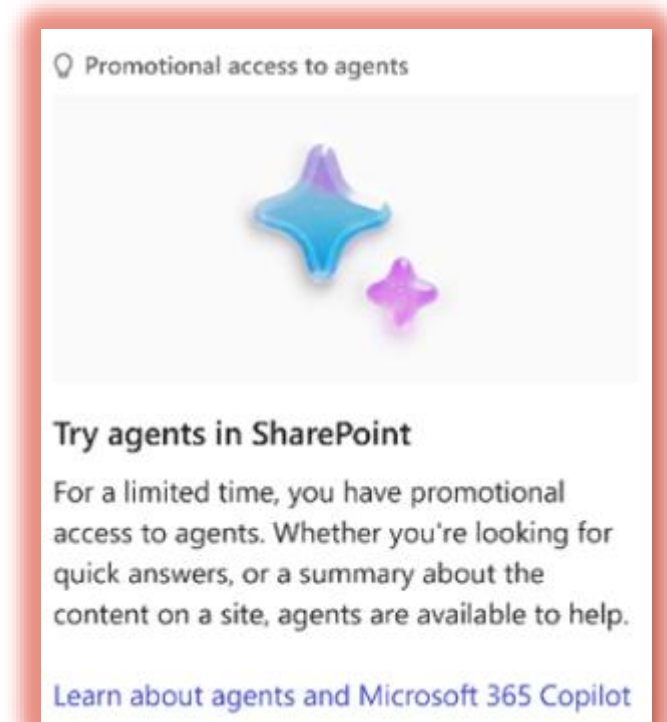 Promotional access to agents
Try agents in SharePoint
For a limited time, you have promotional
access to agents. Whether you're looking for
quick answers, or a summary about the
content on a site, agents are available to help.
Learn about agents and Microsoft 365 Copilot